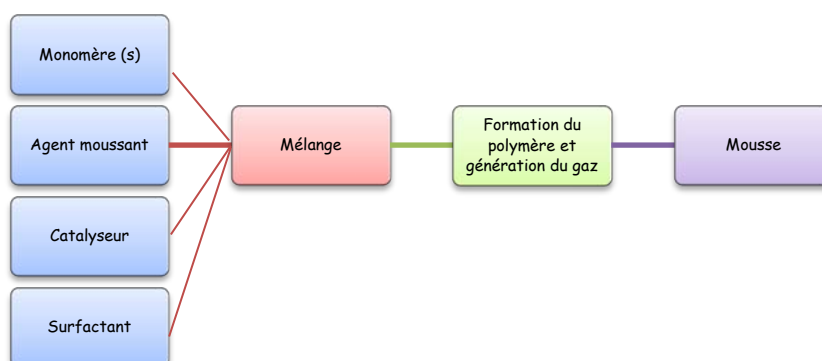 Monomère (s)
Agent moussant
Catalyseur
Surfactant
Mélange
Formation du
polymère et
génération du gaz
Mousse